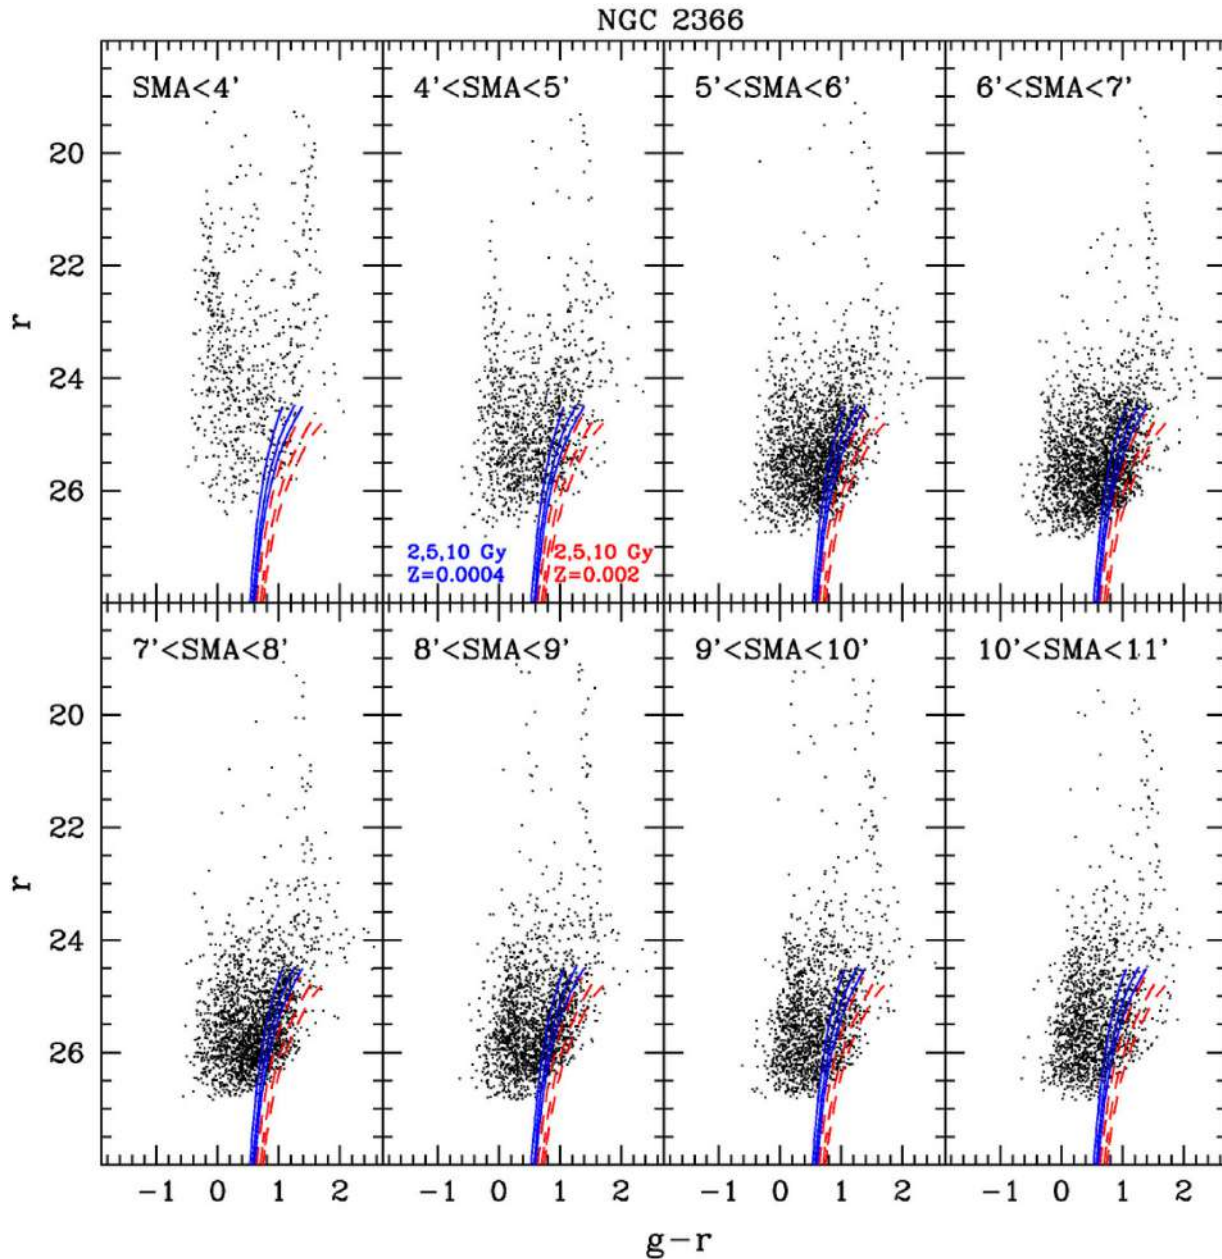 NGC 2366
SMA<4' 4'<SMA<5' 5'<SMA<6' 6'<SMA<7'
20
22
r
24
26
2,5,10 Gy 2,5,10 Gy
Z=0.0004 Z=0.002
7'<SMA<8' 8'<SMA<9' 9'<SMA<10' 10'<SMA<11'
20
22
r
24
26
−1 0 1 2 −1 0 1 2 −1 0 1 2 −1 0 1 2
g−r